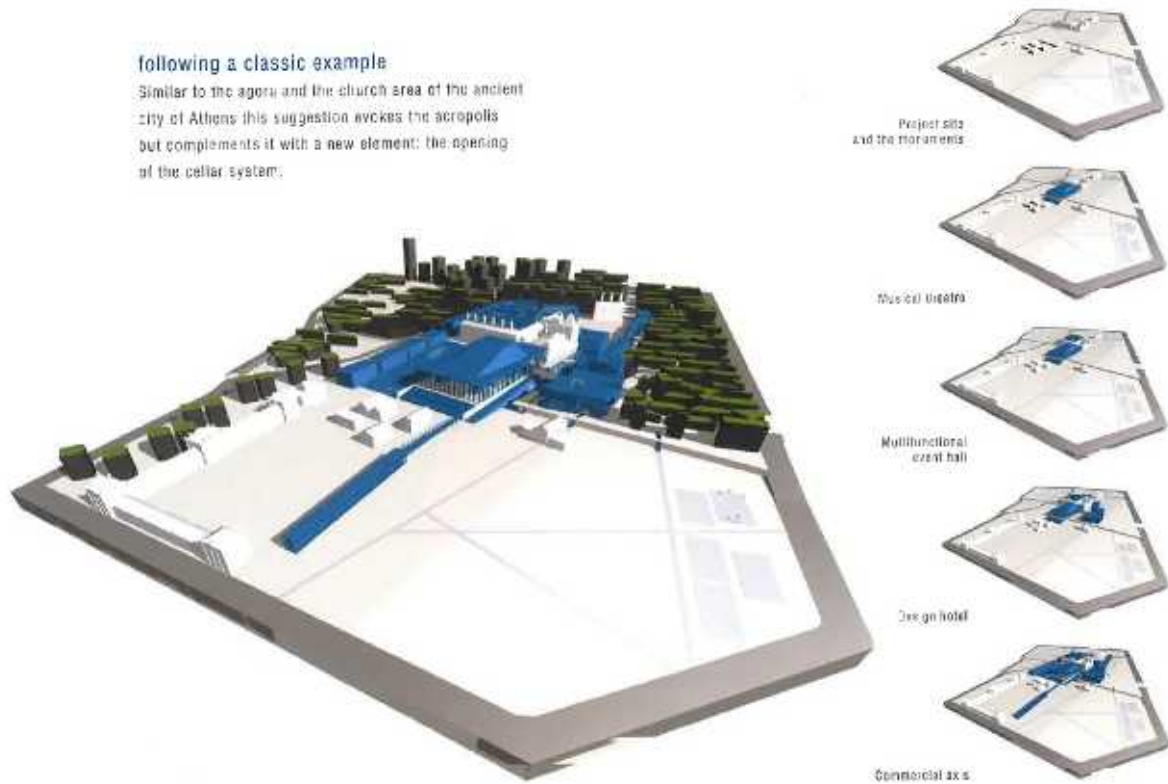 following a classic example
Similar to the agora and the church area of the ancient
city of Athens this suggestion evokes the acropolis
but complements it with a new element: the opening
of the cellar system.
Project site
and the monuments
Musical theatre
Multifunctional
event hall
Design hotel
Commercial axis